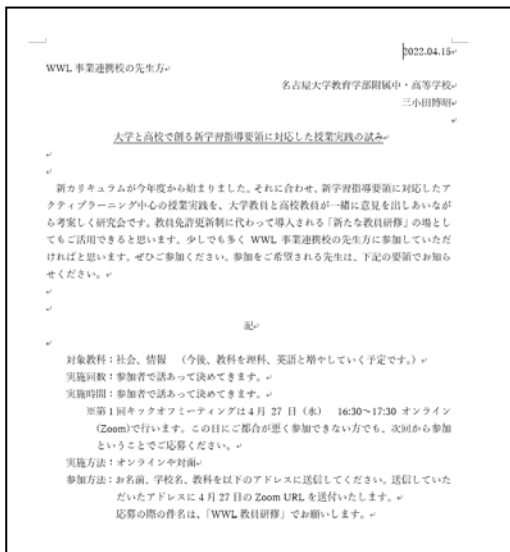 2022.04.15
WWL 事業連携校の先生方
名古屋大学教育学部附属中・高等学校
三小田博昭
大学と高校で創る新学習指導要領に対応した授業実践の試み
新カリキュラムが今年度から始まりました。それに合わせ、新学習指導要領に対応したア
クティブラーニング中心の授業実践を、大学教員と高校教員が一緒に意見を出しあいなが
ら考案しく研究会です。教員免許更新制に代わって導入される「新たな教員研修」の場とし
てもご活用できると思います。少しでも多く WWL 事業連携校の先生方に参加していただ
ければと思います。ぜひご参加ください。参加をご希望される先生は、下記の要領でお知ら
せください。
記
対象教科：社会、情報　（今後、教科を理科、英語と増やしていく予定です。）
実施回数：参加者で話あって決めてきます。
実施時間：参加者で話あって決めてきます。
※第1回キックオフミーティングは4月 27 日（水） 16:30～17:30 オンライン
(Zoom)で行います。この日にご都合が悪く参加できない方でも、次回から参加
ということでご応募ください。
実施方法：オンラインや対面
参加方法：お名前、学校名、教科を以下のアドレスに送信してください。送信していた
だいたアドレスに4月27日の Zoom URL を送付いたします。
応募の際の件名は、「WWL 教員研修」でお願いします。